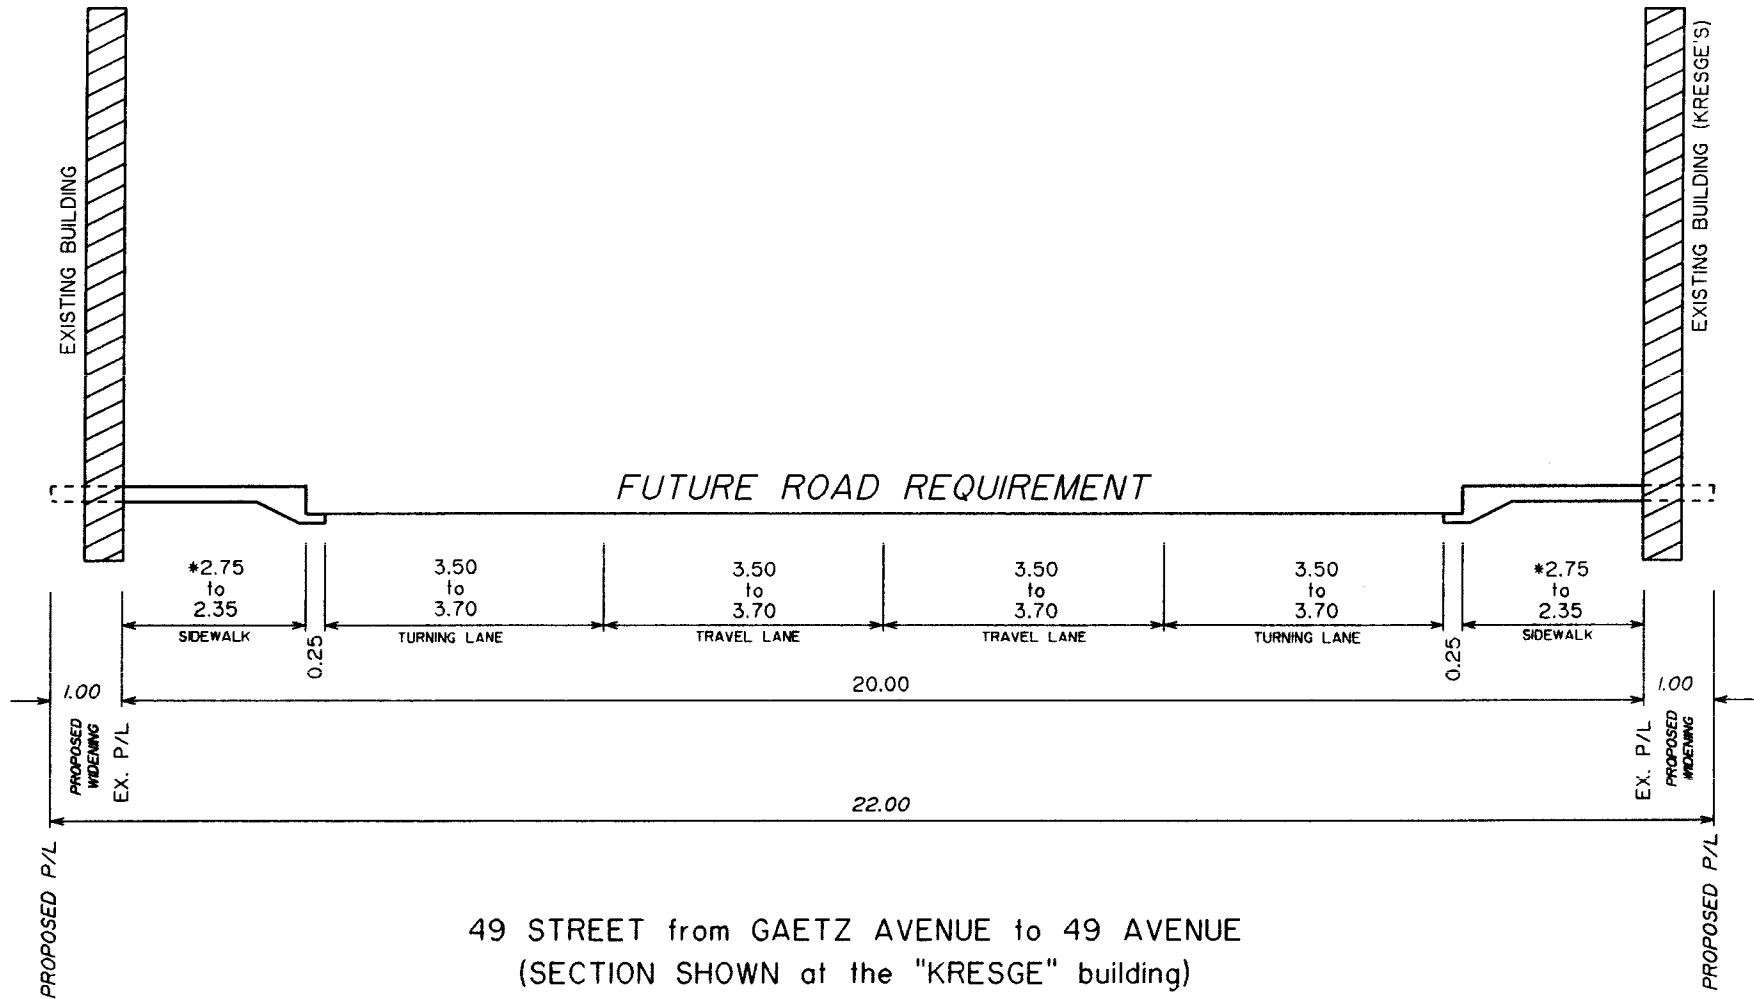 EXISTING BUILDING
EXISTING BUILDING (KRESGE'S)
FUTURE ROAD REQUIREMENT
*2.75
to
2.35
SIDEWALK
0.25
3.50
to
3.70
TURNING LANE
3.50
to
3.70
TRAVEL LANE
3.50
to
3.70
TRAVEL LANE
3.50
to
3.70
TURNING LANE
0.25
*2.75
to
2.35
SIDEWALK
1.00
20.00
1.00
PROPOSED
WIDENING
EX. P/L
EX. P/L
PROPOSED
WIDENING
22.00
PROPOSED P/L
PROPOSED P/L
49 STREET from GAETZ AVENUE to 49 AVENUE
(SECTION SHOWN at the "KRESGE" building)